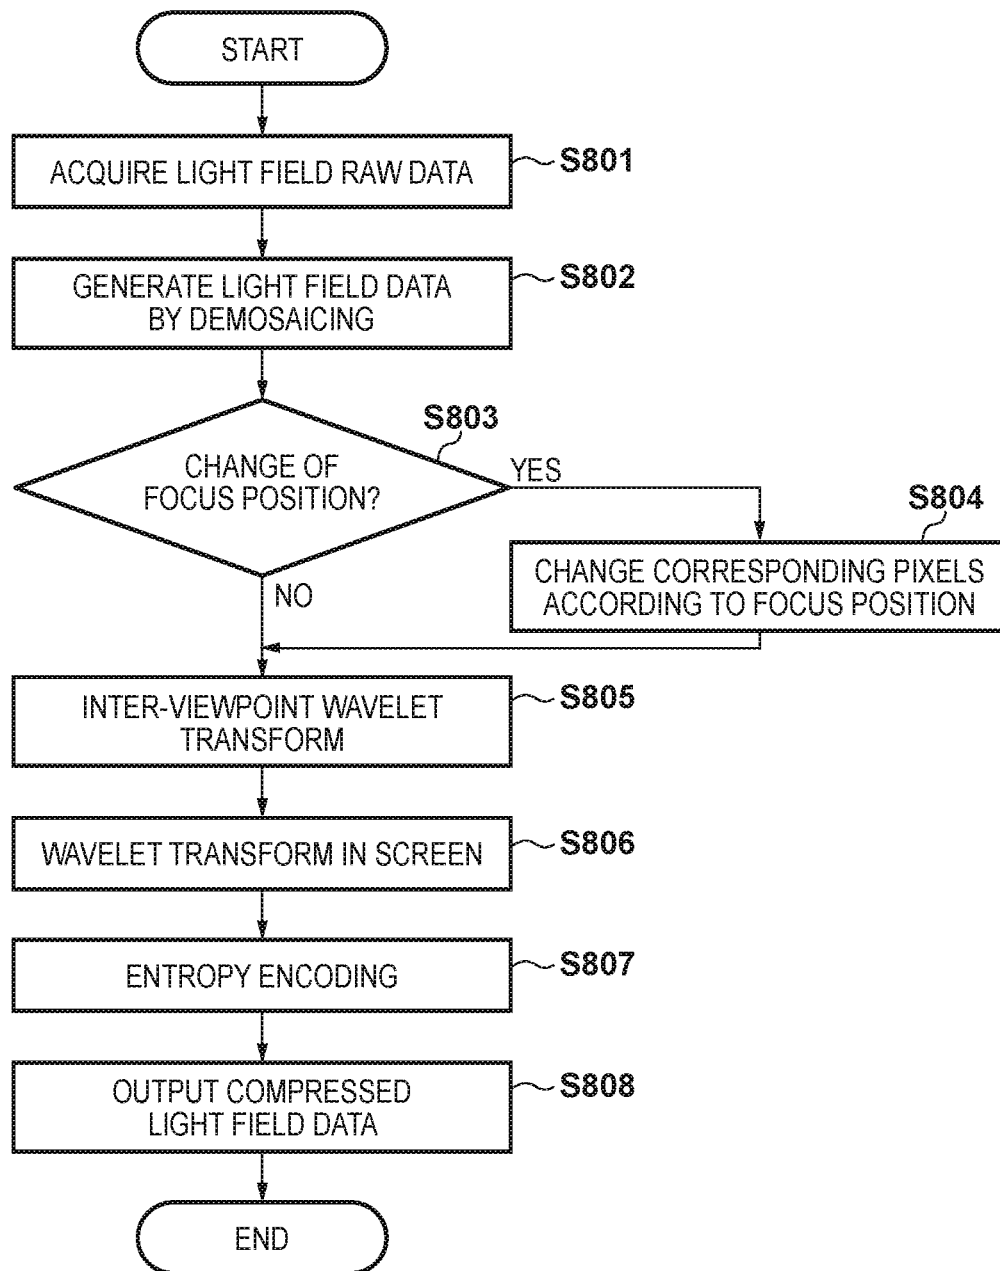 START
ACQUIRE LIGHT FIELD RAW DATA
S801
GENERATE LIGHT FIELD DATA
BY DEMOSAICING
S802
CHANGE OF
FOCUS POSITION?
S803
YES
S804
CHANGE CORRESPONDING PIXELS
ACCORDING TO FOCUS POSITION
NO
INTER-VIEWPOINT WAVELET
TRANSFORM
S805
WAVELET TRANSFORM IN SCREEN
S806
ENTROPY ENCODING
S807
OUTPUT COMPRESSED
LIGHT FIELD DATA
S808
END